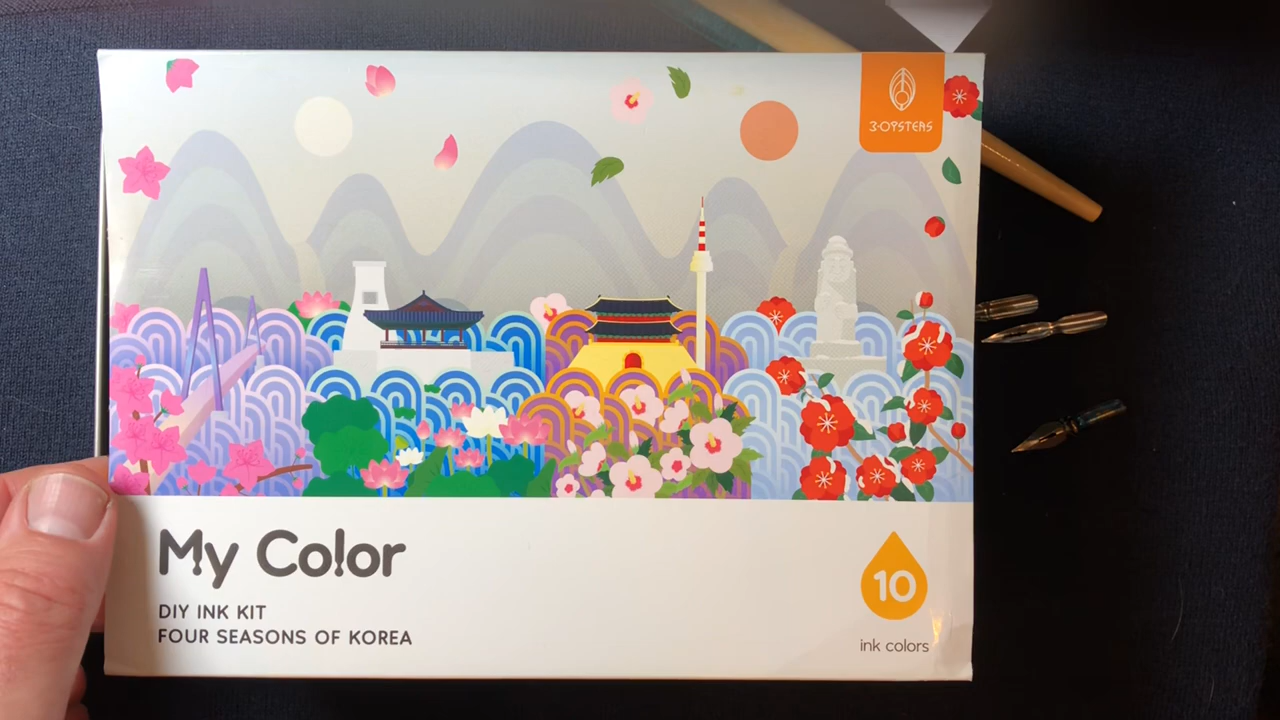 3·OYSTERS
My Color
DIY INK KIT
FOUR SEASONS OF KOREA
10
ink colors